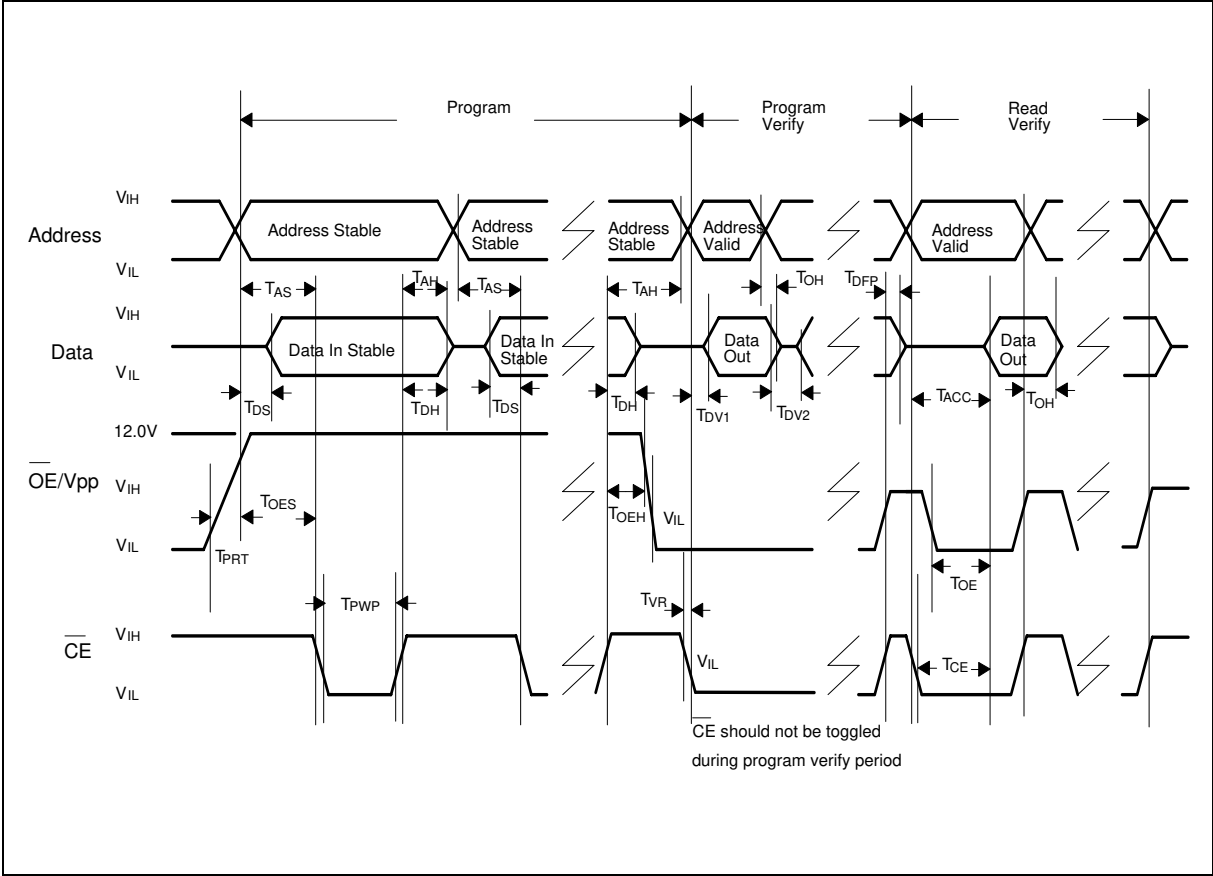 Program
Program
Verify
Read
Verify
Address
VIH
VIL
Address Stable
Address
Stable
Address
Stable
Address
Valid
Address
Valid
TAS
TAH
TAS
TAH
TOH
TDFP
Data
VIH
VIL
Data In Stable
Data In
Stable
Data
Out
Data
Out
TDS
TDH
TDS
TDH
TDV1
TDV2
TACC
TOH
OE/Vpp
12.0V
VIH
VIL
TPRT
TOES
TOEH
VIL
TOE
CE
VIH
VIL
TPWP
TVR
VIL
TCE
CE should not be toggled
during program verify period